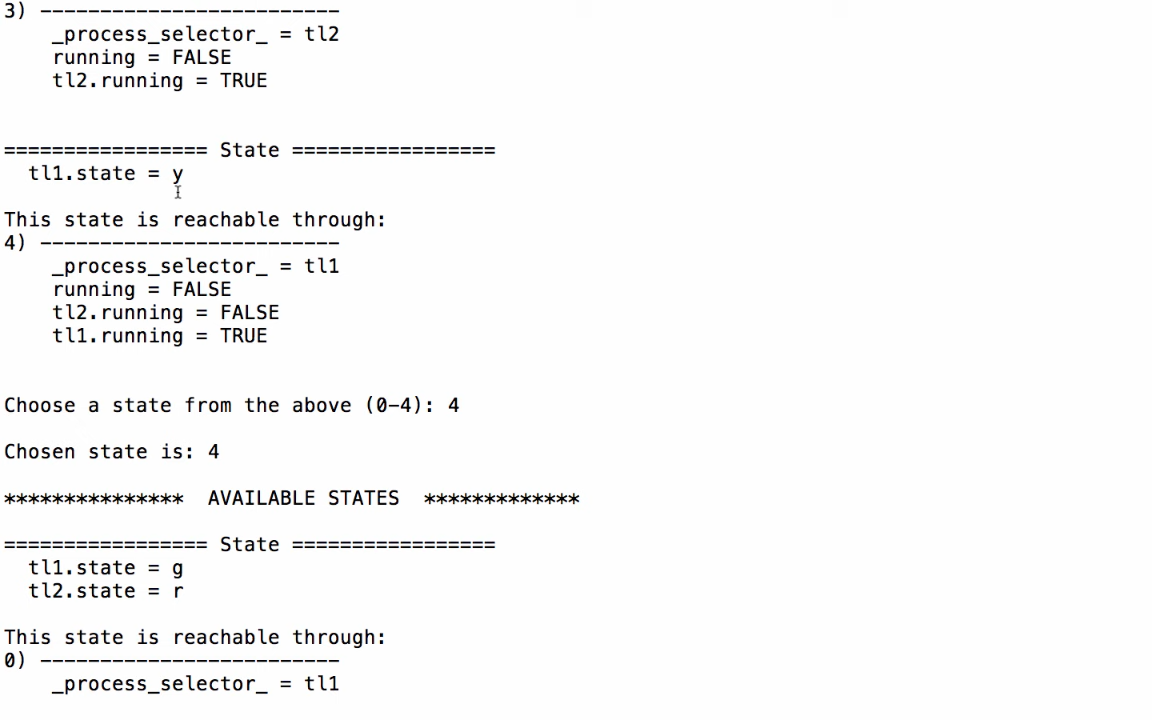 3) -------------------------
_process_selector_ = tl2
running = FALSE
tl2.running = TRUE
================= State =================
tl1.state = y
This state is reachable through:
4) -------------------------
_process_selector_ = tl1
running = FALSE
tl2.running = FALSE
tl1.running = TRUE
Choose a state from the above (0-4): 4
Chosen state is: 4
***************  AVAILABLE STATES  *************
================= State =================
tl1.state = g
tl2.state = r
This state is reachable through:
0) -------------------------
_process_selector_ = tl1